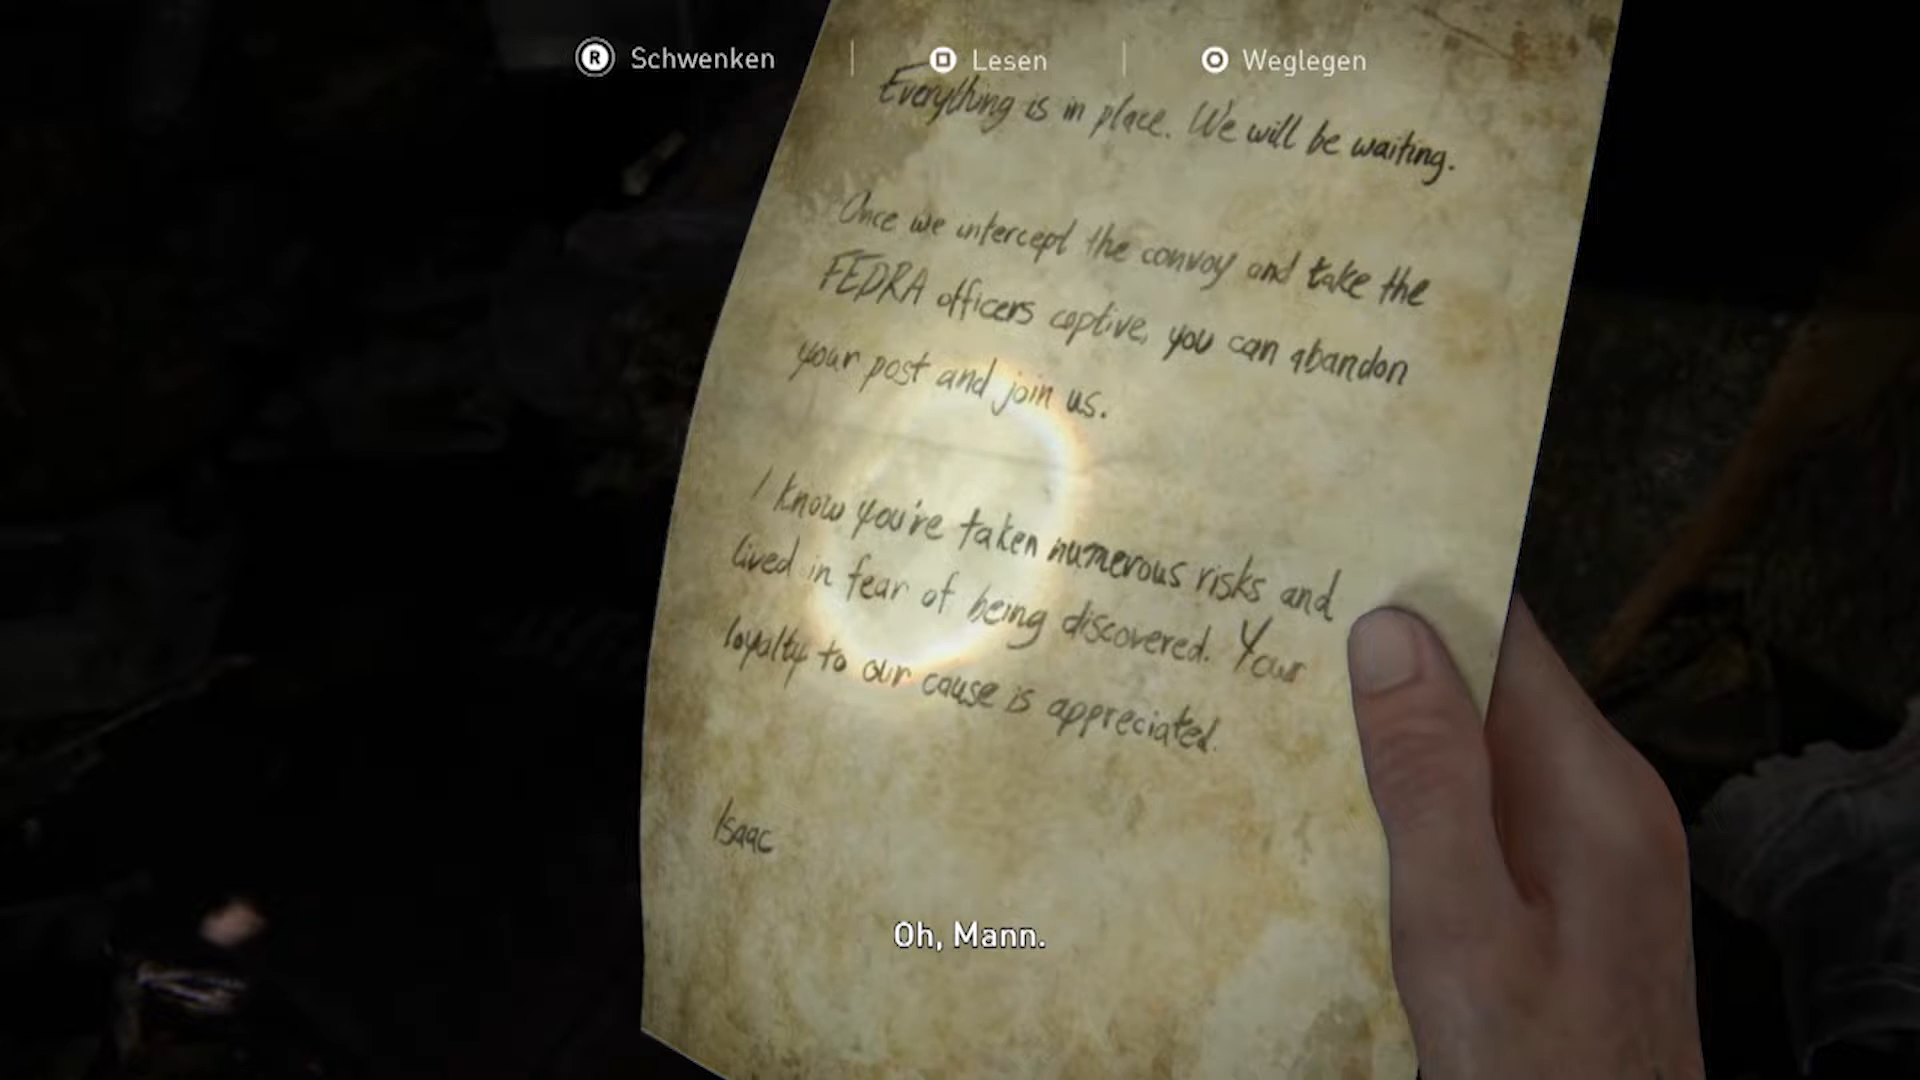 R Schwenken | Lesen | Weglegen
Everything is in place. We will be waiting.
Once we intercept the convoy and take the
FEDRA officers captive, you can abandon
your post and join us.
I know you're taken numerous risks and
lived in fear of being discovered. Your
loyalty to our cause is appreciated.
Isaac
Oh, Mann.